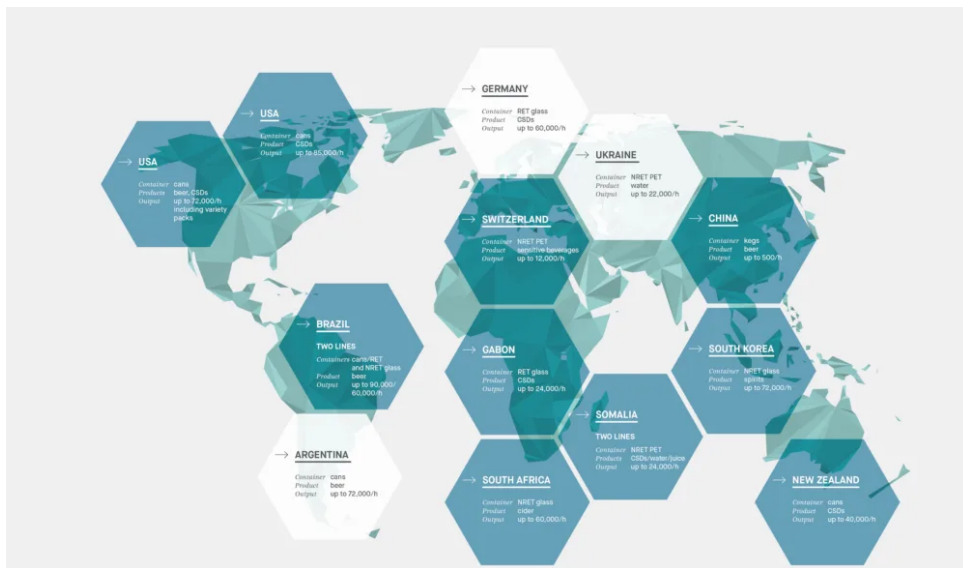 → GERMANY
Container RET glass
Product CSDs
Output up to 60,000/h
→ USA
Container cans
Product CSDs
Output up to 85,000/h
→ USA
Container cans
Products beer, CSDs
Output up to 72,000/h
including variety
packs
→ UKRAINE
Container NRET PET
Product water
Output up to 22,000/h
→ SWITZERLAND
Container NRET PET
Product sensitive beverages
Output up to 12,000/h
→ CHINA
Container kegs
Product beer
Output up to 500/h
→ BRAZIL
TWO LINES
Containers cans/RET
and NRET glass
Product beer
Output up to 90,000/
60,000/h
→ GABON
Container RET glass
Product CSDs
Output up to 24,000/h
→ SOUTH KOREA
Container NRET glass
Product spirits
Output up to 72,000/h
→ SOMALIA
TWO LINES
Container NRET PET
Products CSDs/water/juice
Output up to 24,000/h
→ ARGENTINA
Container cans
Product beer
Output up to 72,000/h
→ SOUTH AFRICA
Container NRET glass
Product cider
Output up to 60,000/h
→ NEW ZEALAND
Container cans
Product CSDs
Output up to 40,000/h